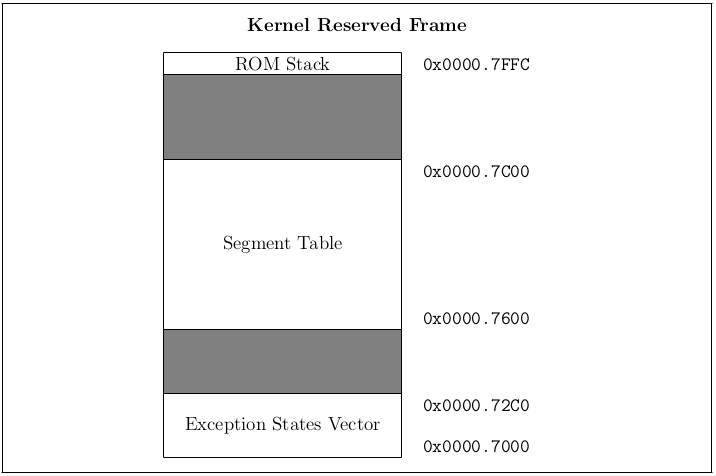 Kernel Reserved Frame
ROM Stack 0x0000.7FFC
0x0000.7C00
Segment Table
0x0000.7600
0x0000.72C0
Exception States Vector
0x0000.7000